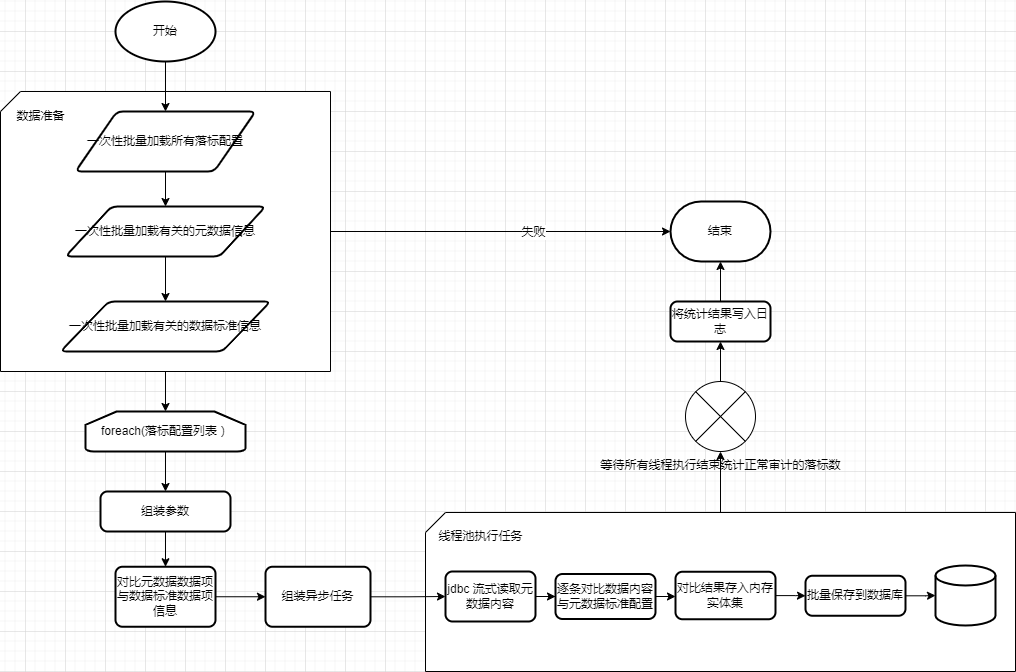 开始
数据准备
一次性批量加载所有落标配置
一次性批量加载有关的元数据信息
失败
结束
一次性批量加载有关的数据标准信息
将统计结果写入日
志
foreach(落标配置列表 )
等待所有线程执行结束统计正常审计的落标数
组装参数
线程池执行任务
对比元数据数据项
与数据标准数据项
信息
组装异步任务
jdbc 流式读取元
数据内容
逐条对比数据内容
与元数据标准配置
对比结果存入内存
实体集
批量保存到数据库